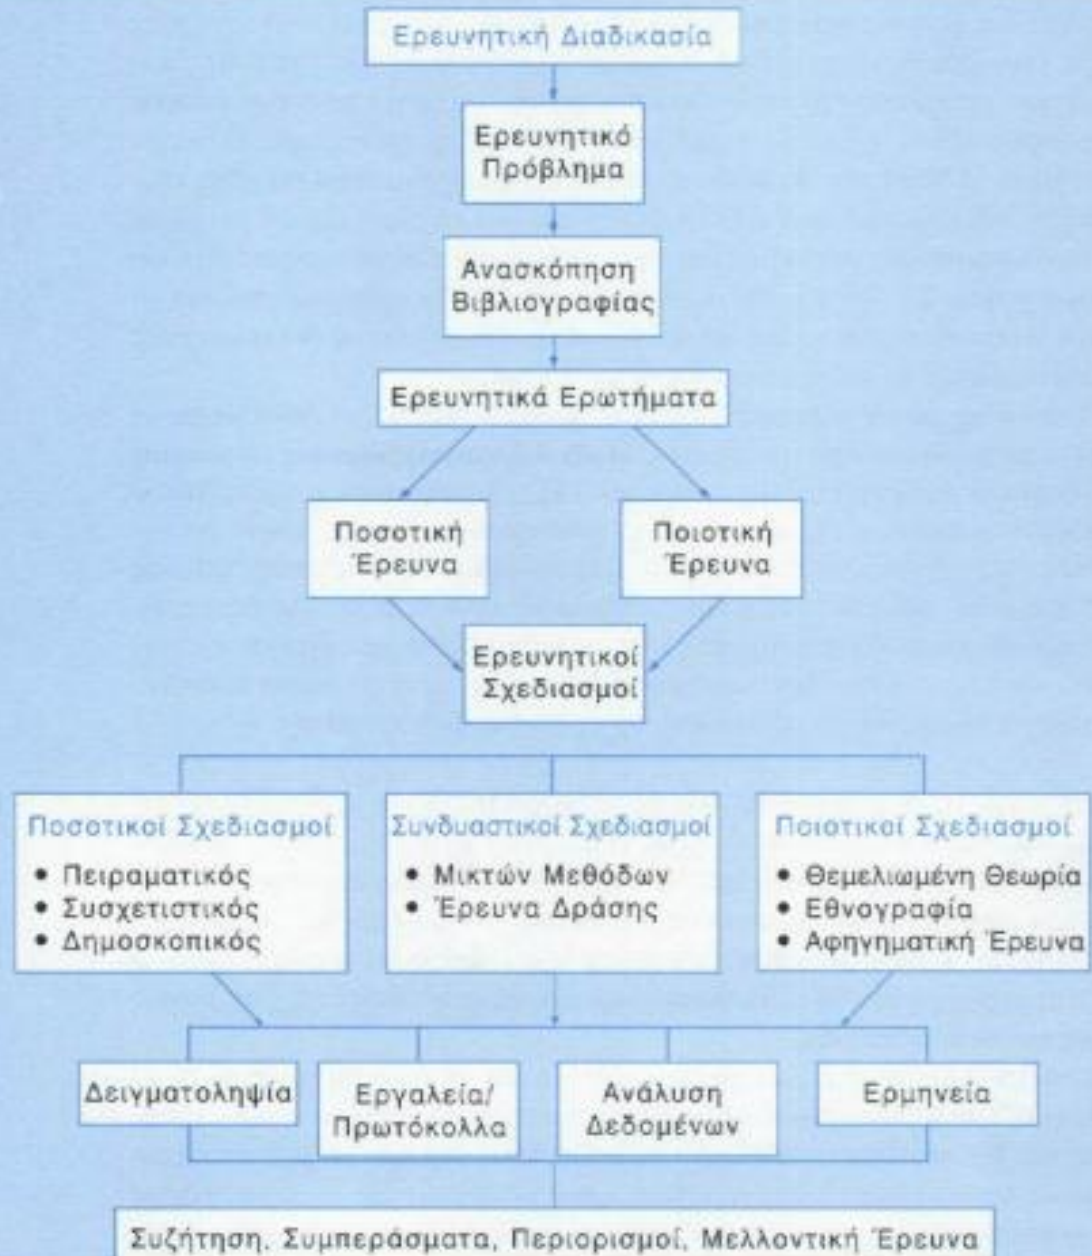 Ερευνητική Διαδικασία
Ερευνητικό
Πρόβλημα
Ανασκόπηση
Βιβλιογραφίας
Ερευνητικά Ερωτήματα
Ποσοτική
Έρευνα
Ποιοτική
Έρευνα
Ερευνητικοί
Σχεδιασμοί
Ποσοτικοί Σχεδιασμοί
• Πειραματικός
• Συσχετιστικός
• Δημοσκοπικός
Συνδυαστικοί Σχεδιασμοί
• Μικτών Μεθόδων
• Έρευνα Δράσης
Ποιοτικοί Σχεδιασμοί
• Θεμελιωμένη Θεωρία
• Εθνογραφία
• Αφηγηματική Έρευνα
Δειγματοληψία
Εργαλεία/
Πρωτόκολλα
Ανάλυση
Δεδομένων
Ερμηνεία
Συζήτηση. Συμπεράσματα, Περιορισμοί, Μελλοντική Έρευνα